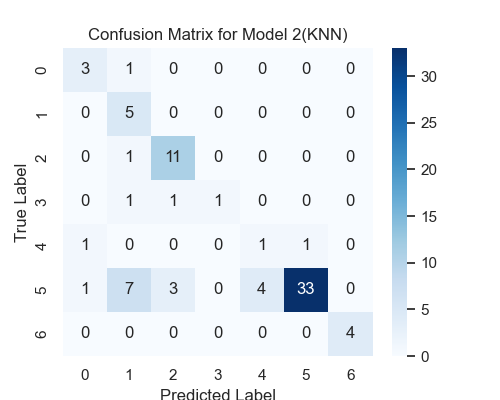 Confusion Matrix for Model 2(KNN)
True Label
0 3 1 0 0 0 0 0
1 0 5 0 0 0 0 0
2 0 1 11 0 0 0 0
3 0 1 1 1 0 0 0
4 1 0 0 0 1 1 0
5 1 7 3 0 4 33 0
6 0 0 0 0 0 0 4
0 1 2 3 4 5 6
Predicted Label
30
25
20
15
10
5
0